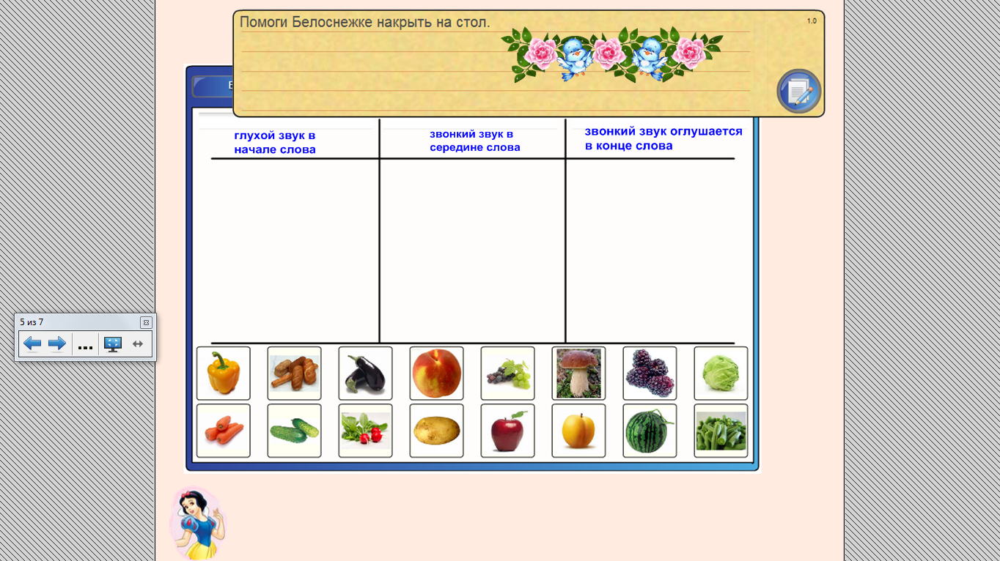 Помоги Белоснежке накрыть на стол.
1.0
глухой звук в
начале слова
звонкий звук в
середине слова
звонкий звук оглушается
в конце слова
5 из 7